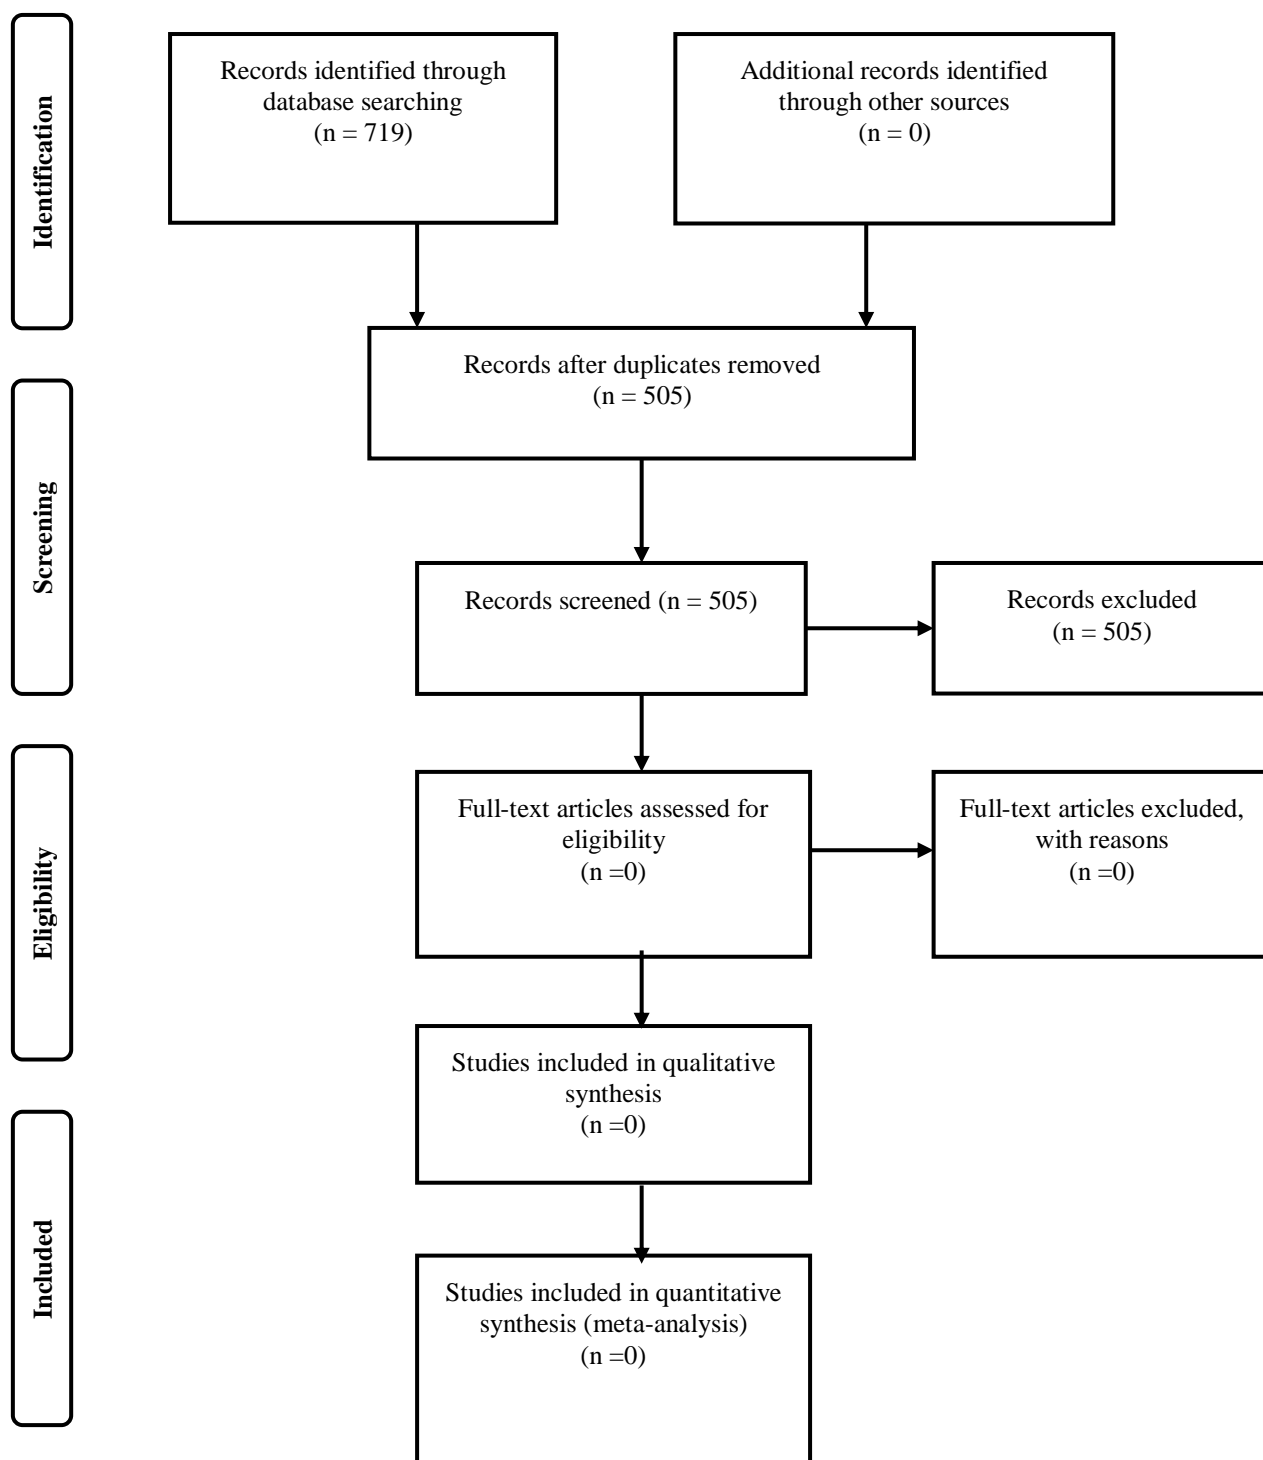 Identification
Records identified through
database searching
(n = 719)
Additional records identified
through other sources
(n = 0)
Records after duplicates removed
(n = 505)
Screening
Records screened (n = 505)
Records excluded
(n = 505)
Eligibility
Full-text articles assessed for
eligibility
(n =0)
Full-text articles excluded,
with reasons
(n =0)
Studies included in qualitative
synthesis
(n =0)
Included
Studies included in quantitative
synthesis (meta-analysis)
(n =0)